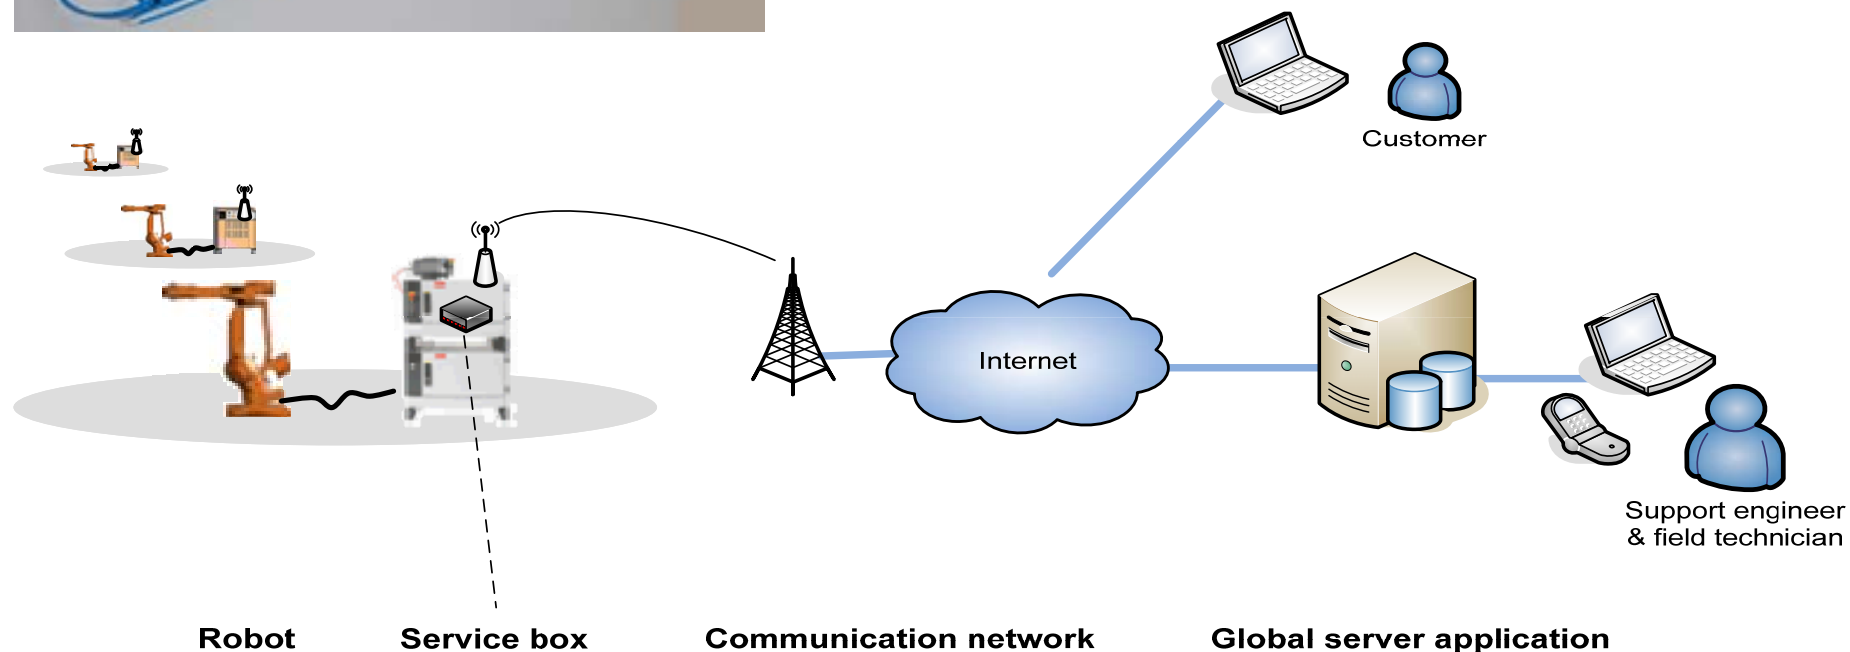 Customer
Internet
Support engineer
& field technician
Robot
Service box
Communication network
Global server application